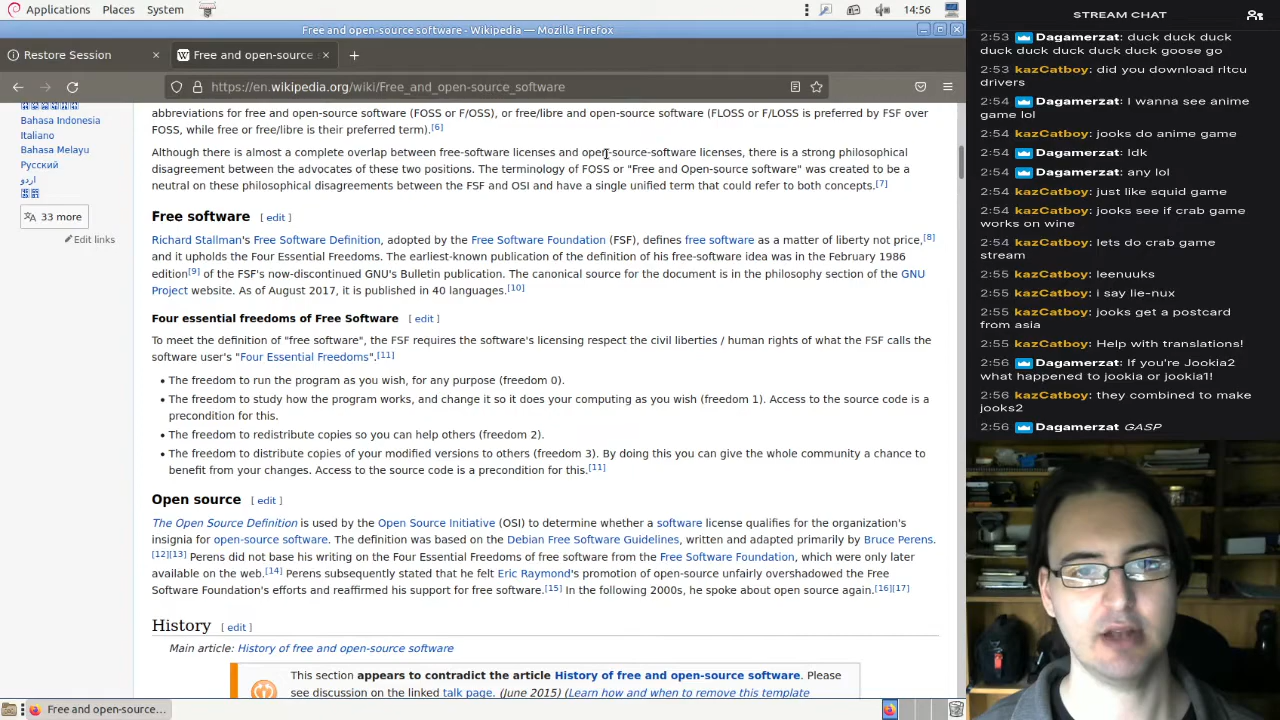 Applications Places System 14:56
Free and open-source software - Wikipedia — Mozilla Firefox
Restore Session × Free and open-source × +
https://en.wikipedia.org/wiki/Free_and_open-source_software
Bahasa Indonesia
Italiano
Bahasa Melayu
Русский
اردو
33 more
Edit links
abbreviations for free and open-source software (FOSS or F/OSS), or free/libre and open-source software (FLOSS or F/LOSS is preferred by FSF over
FOSS, while free or free/libre is their preferred term).[6]
Although there is almost a complete overlap between free-software licenses and open-source-software licenses, there is a strong philosophical
disagreement between the advocates of these two positions. The terminology of FOSS or "Free and Open-source software" was created to be a
neutral on these philosophical disagreements between the FSF and OSI and have a single unified term that could refer to both concepts.[7]
Free software [ edit ]
Richard Stallman's Free Software Definition, adopted by the Free Software Foundation (FSF), defines free software as a matter of liberty not price,[8]
and it upholds the Four Essential Freedoms. The earliest-known publication of the definition of his free-software idea was in the February 1986
edition[9] of the FSF's now-discontinued GNU's Bulletin publication. The canonical source for the document is in the philosophy section of the GNU
Project website. As of August 2017, it is published in 40 languages.[10]
Four essential freedoms of Free Software [ edit ]
To meet the definition of "free software", the FSF requires the software's licensing respect the civil liberties / human rights of what the FSF calls the
software user's "Four Essential Freedoms".[11]
• The freedom to run the program as you wish, for any purpose (freedom 0).
• The freedom to study how the program works, and change it so it does your computing as you wish (freedom 1). Access to the source code is a
precondition for this.
• The freedom to redistribute copies so you can help others (freedom 2).
• The freedom to distribute copies of your modified versions to others (freedom 3). By doing this you can give the whole community a chance to
benefit from your changes. Access to the source code is a precondition for this.[11]
Open source [ edit ]
The Open Source Definition is used by the Open Source Initiative (OSI) to determine whether a software license qualifies for the organization's
insignia for open-source software. The definition was based on the Debian Free Software Guidelines, written and adapted primarily by Bruce Perens.
[12][13] Perens did not base his writing on the Four Essential Freedoms of free software from the Free Software Foundation, which were only later
available on the web.[14] Perens subsequently stated that he felt Eric Raymond's promotion of open-source unfairly overshadowed the Free
Software Foundation's efforts and reaffirmed his support for free software.[15] In the following 2000s, he spoke about open source again.[16][17]
History [ edit ]
Main article: History of free and open-source software
This section appears to contradict the article History of free and open-source software. Please
see discussion on the linked talk page. (June 2015) (Learn how and when to remove this template
Free and open-source...
STREAM CHAT
2:53 Dagamerzat: duck duck duck
duck duck duck duck duck goose go
2:53 kazCatboy: did you download rltcu
drivers
2:54 Dagamerzat: I wanna see anime
game lol
2:54 kazCatboy: jooks do anime game
2:54 Dagamerzat: Idk
2:54 Dagamerzat: any lol
2:54 kazCatboy: just like squid game
2:54 kazCatboy: jooks see if crab game
works on wine
2:54 kazCatboy: lets do crab game
stream
2:55 kazCatboy: leenuuks
2:55 kazCatboy: i say lie-nux
2:55 kazCatboy: jooks get a postcard
from asia
2:55 kazCatboy: Help with translations!
2:56 Dagamerzat: If you're Jookia2
what happened to jookia or jookia1!
2:56 kazCatboy: they combined to make
jooks2
2:56 Dagamerzat: GASP